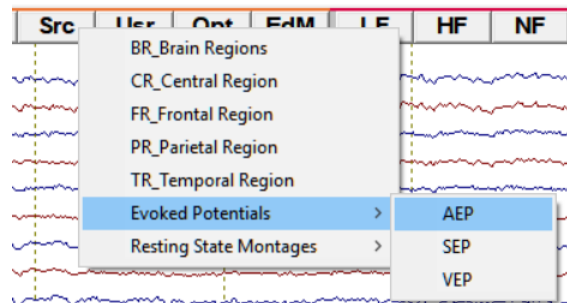 Src Usr Opt EdM LF HF NF
BR_Brain Regions
CR_Central Region
FR_Frontal Region
PR_Parietal Region
TR_Temporal Region
Evoked Potentials >
AEP
Resting State Montages >
SEP
VEP